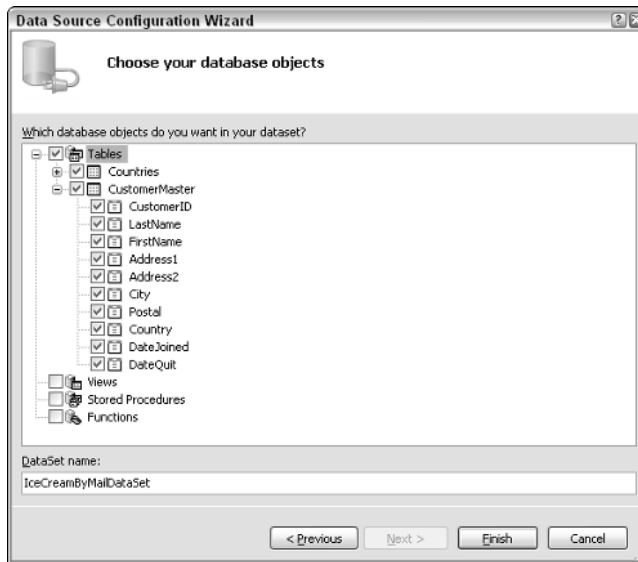 Data Source Configuration Wizard
Choose your database objects
Which database objects do you want in your dataset?
Tables
Countries
CustomerMaster
CustomerID
LastName
FirstName
Address1
Address2
City
Postal
Country
DateJoined
DateQuit
Views
Stored Procedures
Functions
DataSet name:
IceCreamByMailDataSet
< Previous Next > Finish Cancel